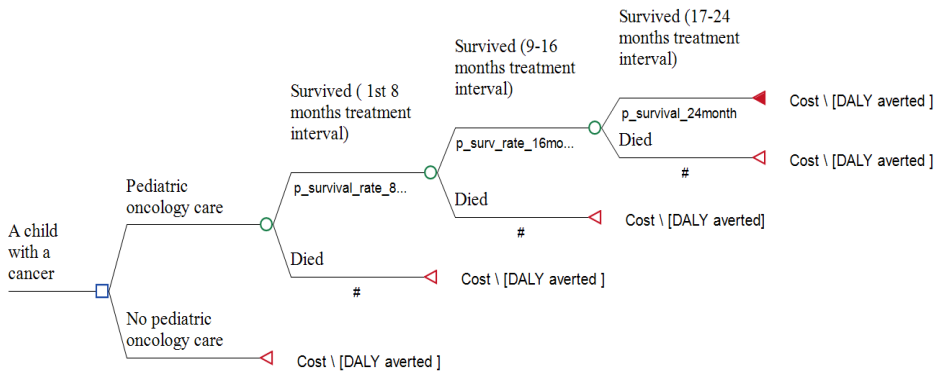 Survived (17-24
months treatment
interval)
Survived (9-16
months treatment
interval)
Survived ( 1st 8
months treatment
interval)
Cost \ [DALY averted ]
p_survival_24month
Died
Cost \ [DALY averted ]
#
p_surv_rate_16mo...
Died
Cost \ [DALY averted]
#
p_survival_rate_8...
Died
Cost \ [DALY averted ]
#
Pediatric
oncology care
A child
with a
cancer
No pediatric
oncology care
Cost \ [DALY averted ]